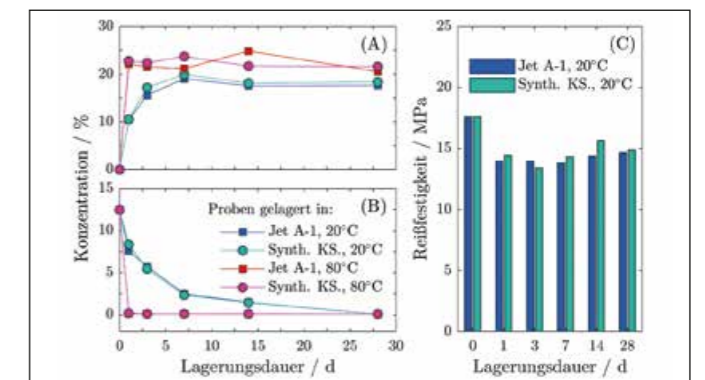 (A)
30
20
10
0
Konzentration / %
(B)
15
10
5
0
Proben gelagert in:
Jet A-1, 20°C
Synth. KS., 20°C
Jet A-1, 80°C
Synth. KS., 80°C
0 5 10 15 20 25 30
Lagerungsdauer / d
(C)
Jet A-1, 20°C
Synth. KS., 20°C
25
20
15
10
5
0
Reißfestigkeit / MPa
0 1 3 7 14 28
Lagerungsdauer / d